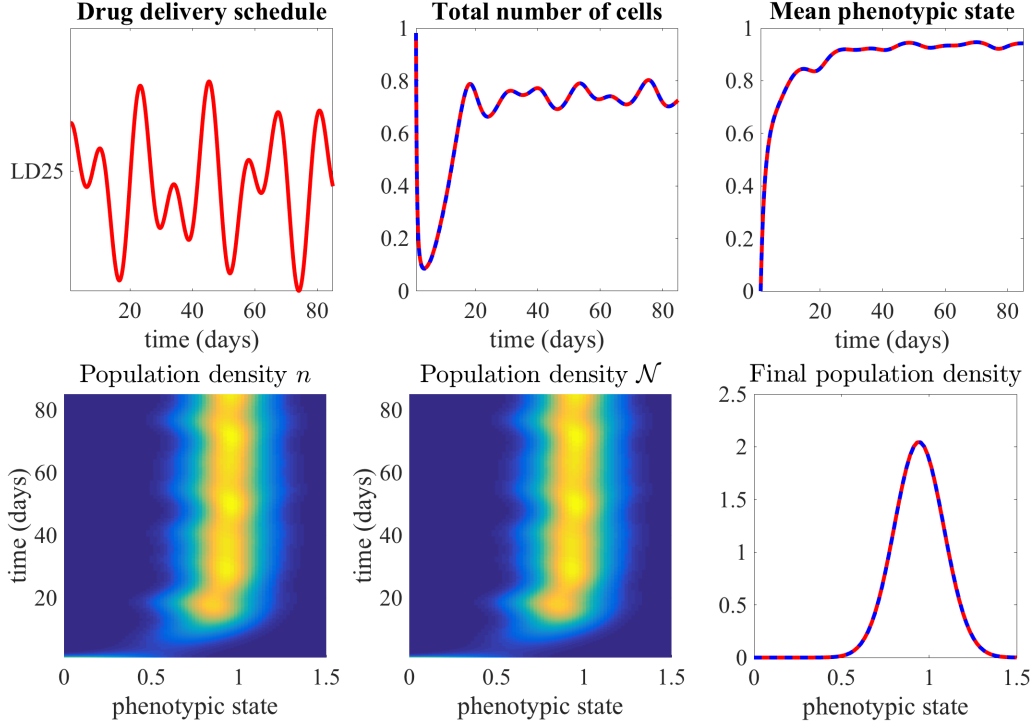 Drug delivery schedule
LD25
20 40 60 80
time (days)
Total number of cells
1
0.8
0.6
0.4
0.2
0
20 40 60 80
time (days)
Mean phenotypic state
1
0.8
0.6
0.4
0.2
0
20 40 60 80
time (days)
Population density n
80
60
40
20
time (days)
0 0.5 1 1.5
phenotypic state
Population density 𝒩
80
60
40
20
time (days)
0 0.5 1 1.5
phenotypic state
Final population density
2.5
2
1.5
1
0.5
0
0 0.5 1 1.5
phenotypic state